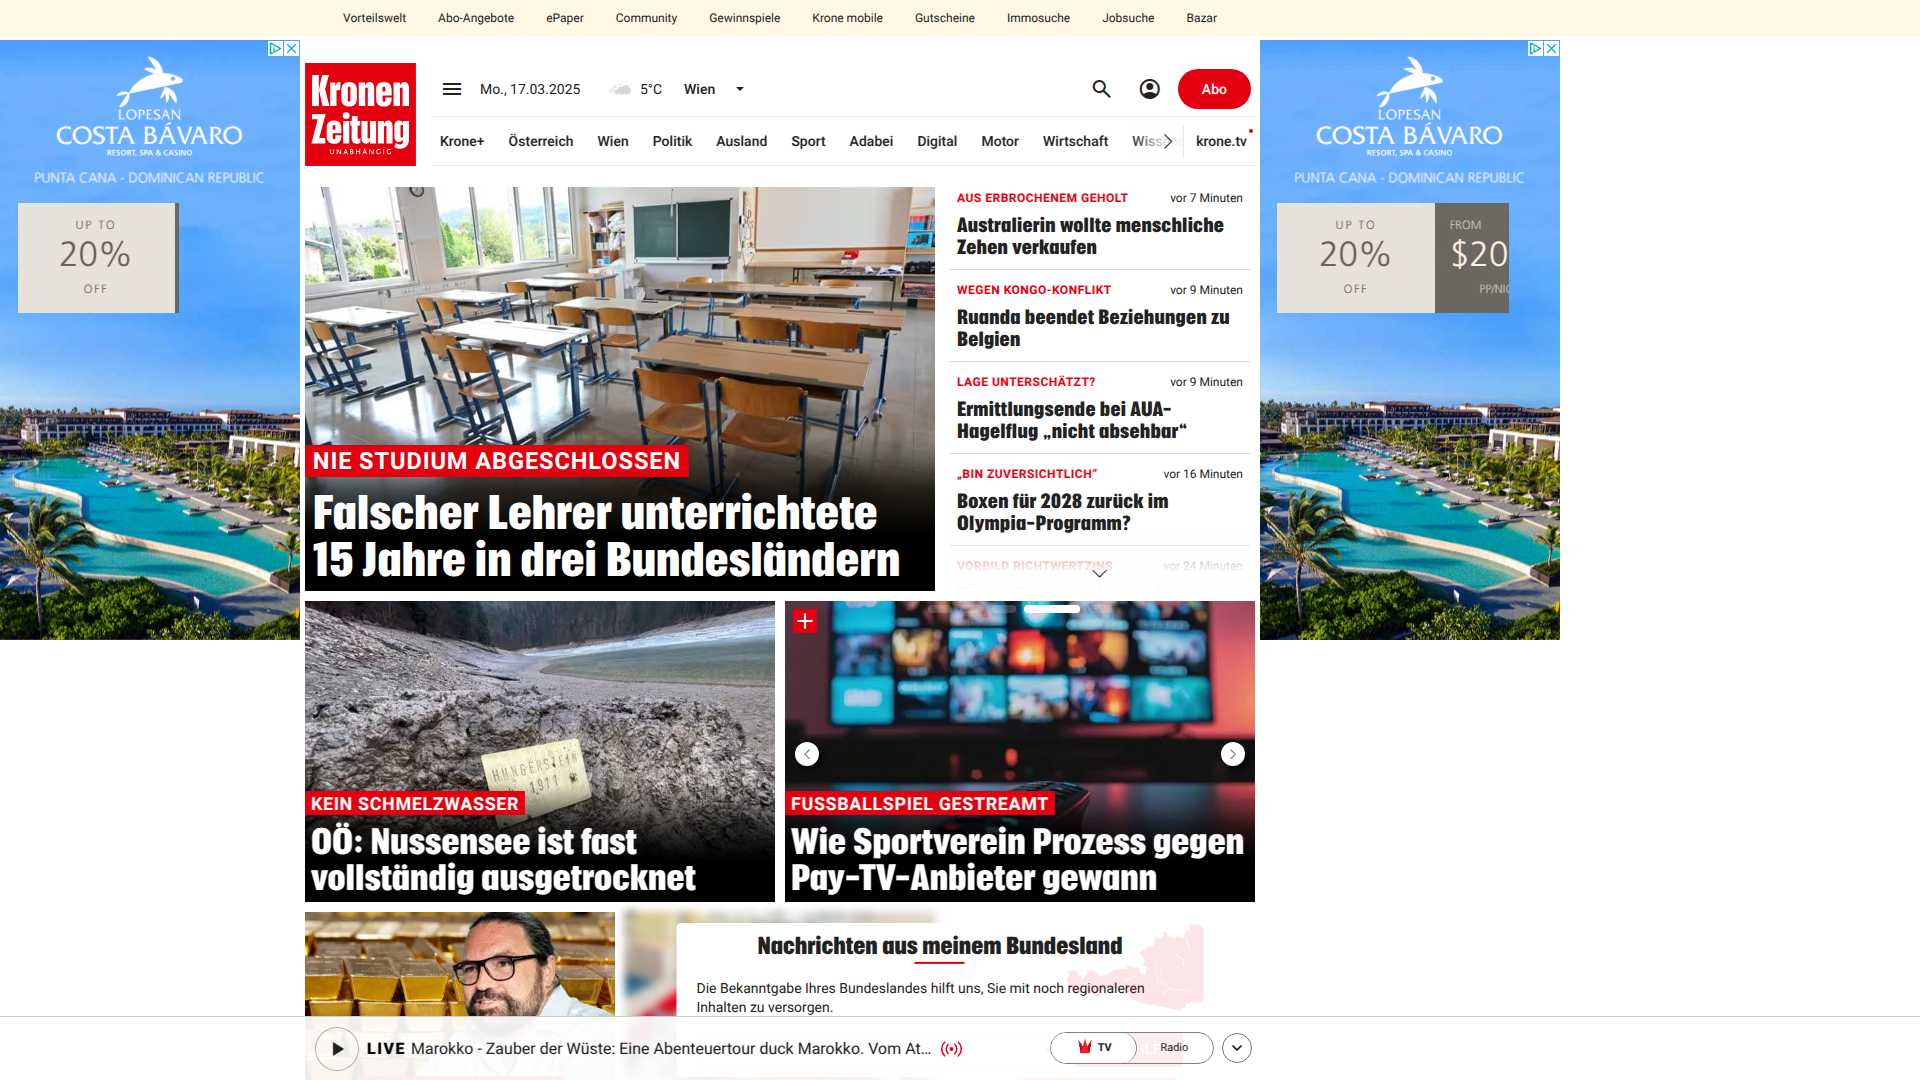 Vorteilswelt Abo-Angebote ePaper Community Gewinnspiele Krone mobile Gutscheine Immosuche Jobsuche Bazar
LOPESAN
COSTA BÁVARO
RESORT, SPA & CASINO
PUNTA CANA - DOMINICAN REPUBLIC
UP TO
20%
OFF
Kronen
Zeitung
UNABHÄNGIG
Mo., 17.03.2025 5°C Wien
Abo
Krone+ Österreich Wien Politik Ausland Sport Adabei Digital Motor Wirtschaft Wiss krone.tv
NIE STUDIUM ABGESCHLOSSEN
Falscher Lehrer unterrichtete
15 Jahre in drei Bundesländern
AUS ERBROCHENEM GEHOLT vor 7 Minuten
Australierin wollte menschliche
Zehen verkaufen
WEGEN KONGO-KONFLIKT vor 9 Minuten
Ruanda beendet Beziehungen zu
Belgien
LAGE UNTERSCHÄTZT? vor 9 Minuten
Ermittlungsende bei AUA-
Hagelflug „nicht absehbar“
„BIN ZUVERSICHTLICH“ vor 16 Minuten
Boxen für 2028 zurück im
Olympia-Programm?
VORBILD RICHTWERTZINS vor 24 Minuten
LOPESAN
COSTA BÁVARO
RESORT, SPA & CASINO
PUNTA CANA - DOMINICAN REPUBLIC
UP TO
20%
OFF
FROM
$20
PP/NIG
HUNGERSTEIN
1911
KEIN SCHMELZWASSER
OÖ: Nussensee ist fast
vollständig ausgetrocknet
FUSSBALLSPIEL GESTREAMT
Wie Sportverein Prozess gegen
Pay-TV-Anbieter gewann
Nachrichten aus meinem Bundesland
Die Bekanntgabe Ihres Bundeslandes hilft uns, Sie mit noch regionaleren
Inhalten zu versorgen.
LIVE Marokko - Zauber der Wüste: Eine Abenteuertour duck Marokko. Vom At...
TV Radio